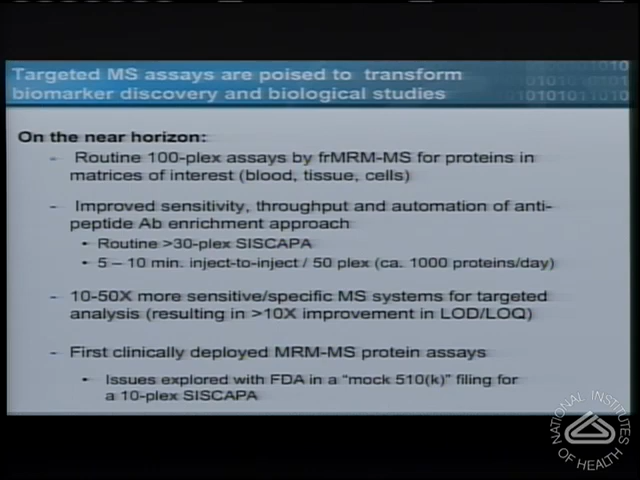 Targeted MS assays are poised to transform
biomarker discovery and biological studies
On the near horizon:
- Routine 100-plex assays by frMRM-MS for proteins in
matrices of interest (blood, tissue, cells)
- Improved sensitivity, throughput and automation of anti-
peptide Ab enrichment approach
• Routine >30-plex SISCAPA
• 5 – 10 min. inject-to-inject / 50 plex (ca. 1000 proteins/day)
- 10-50X more sensitive/specific MS systems for targeted
analysis (resulting in >10X improvement in LOD/LOQ)
- First clinically deployed MRM-MS protein assays
• Issues explored with FDA in a "mock 510(k)" filing for
a 10-plex SISCAPA
NATIONAL INSTITUTES
OF HEALTH